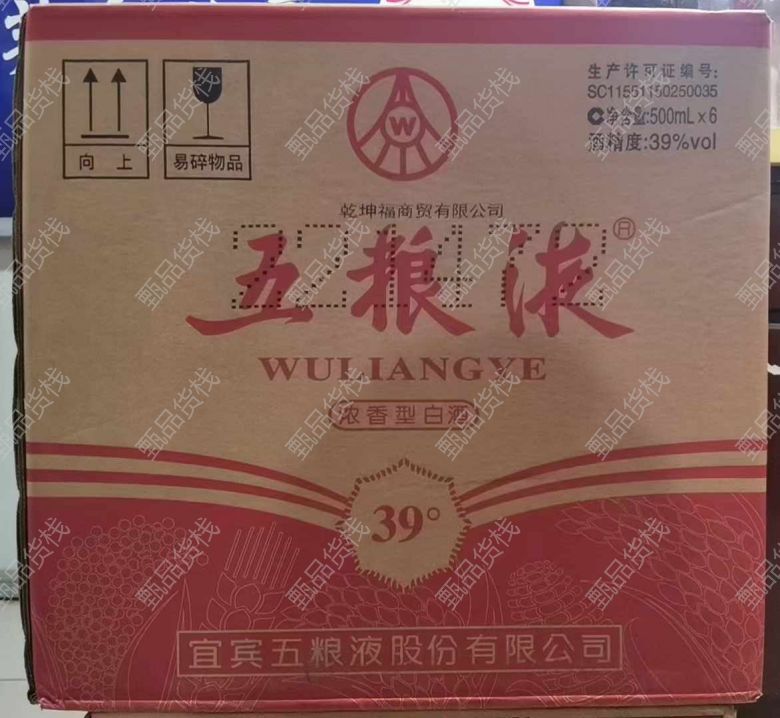 向 上
易碎物品
W
生产许可证编号:
SC11551150250035
净含量:500mL×6
酒精度:39%vol
乾坤福商贸有限公司
五粮液®
WULIANGYE
浓香型白酒
39°
宜宾五粮液股份有限公司
甄品货栈